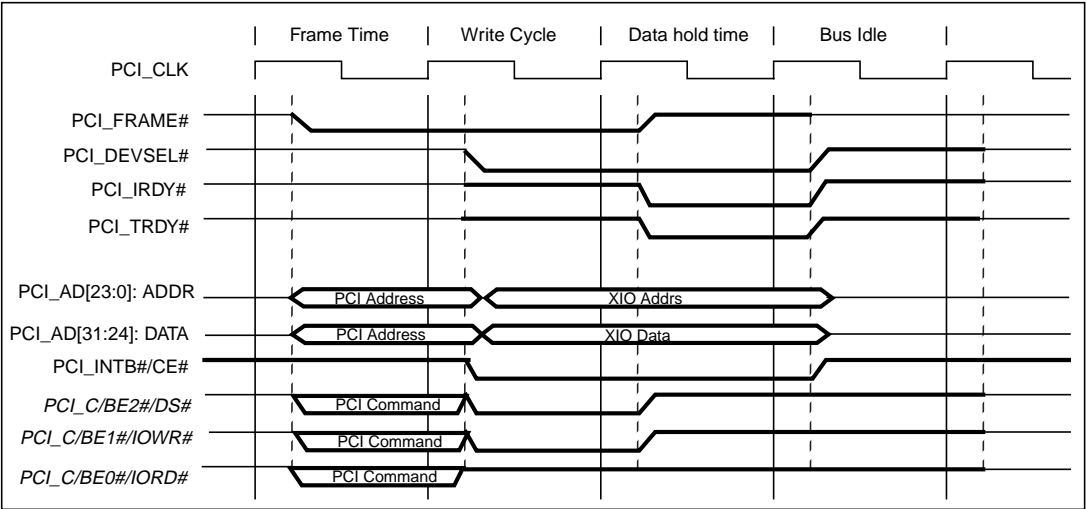 | Frame Time | Write Cycle | Data hold time | Bus Idle |
PCI_CLK
PCI_FRAME#
PCI_DEVSEL#
PCI_IRDY#
PCI_TRDY#
PCI_AD[23:0]: ADDR PCI Address XIO Addrs
PCI_AD[31:24]: DATA PCI Address XIO Data
PCI_INTB#/CE#
PCI_C/BE2#/DS# PCI Command
PCI_C/BE1#/IOWR# PCI Command
PCI_C/BE0#/IORD# PCI Command